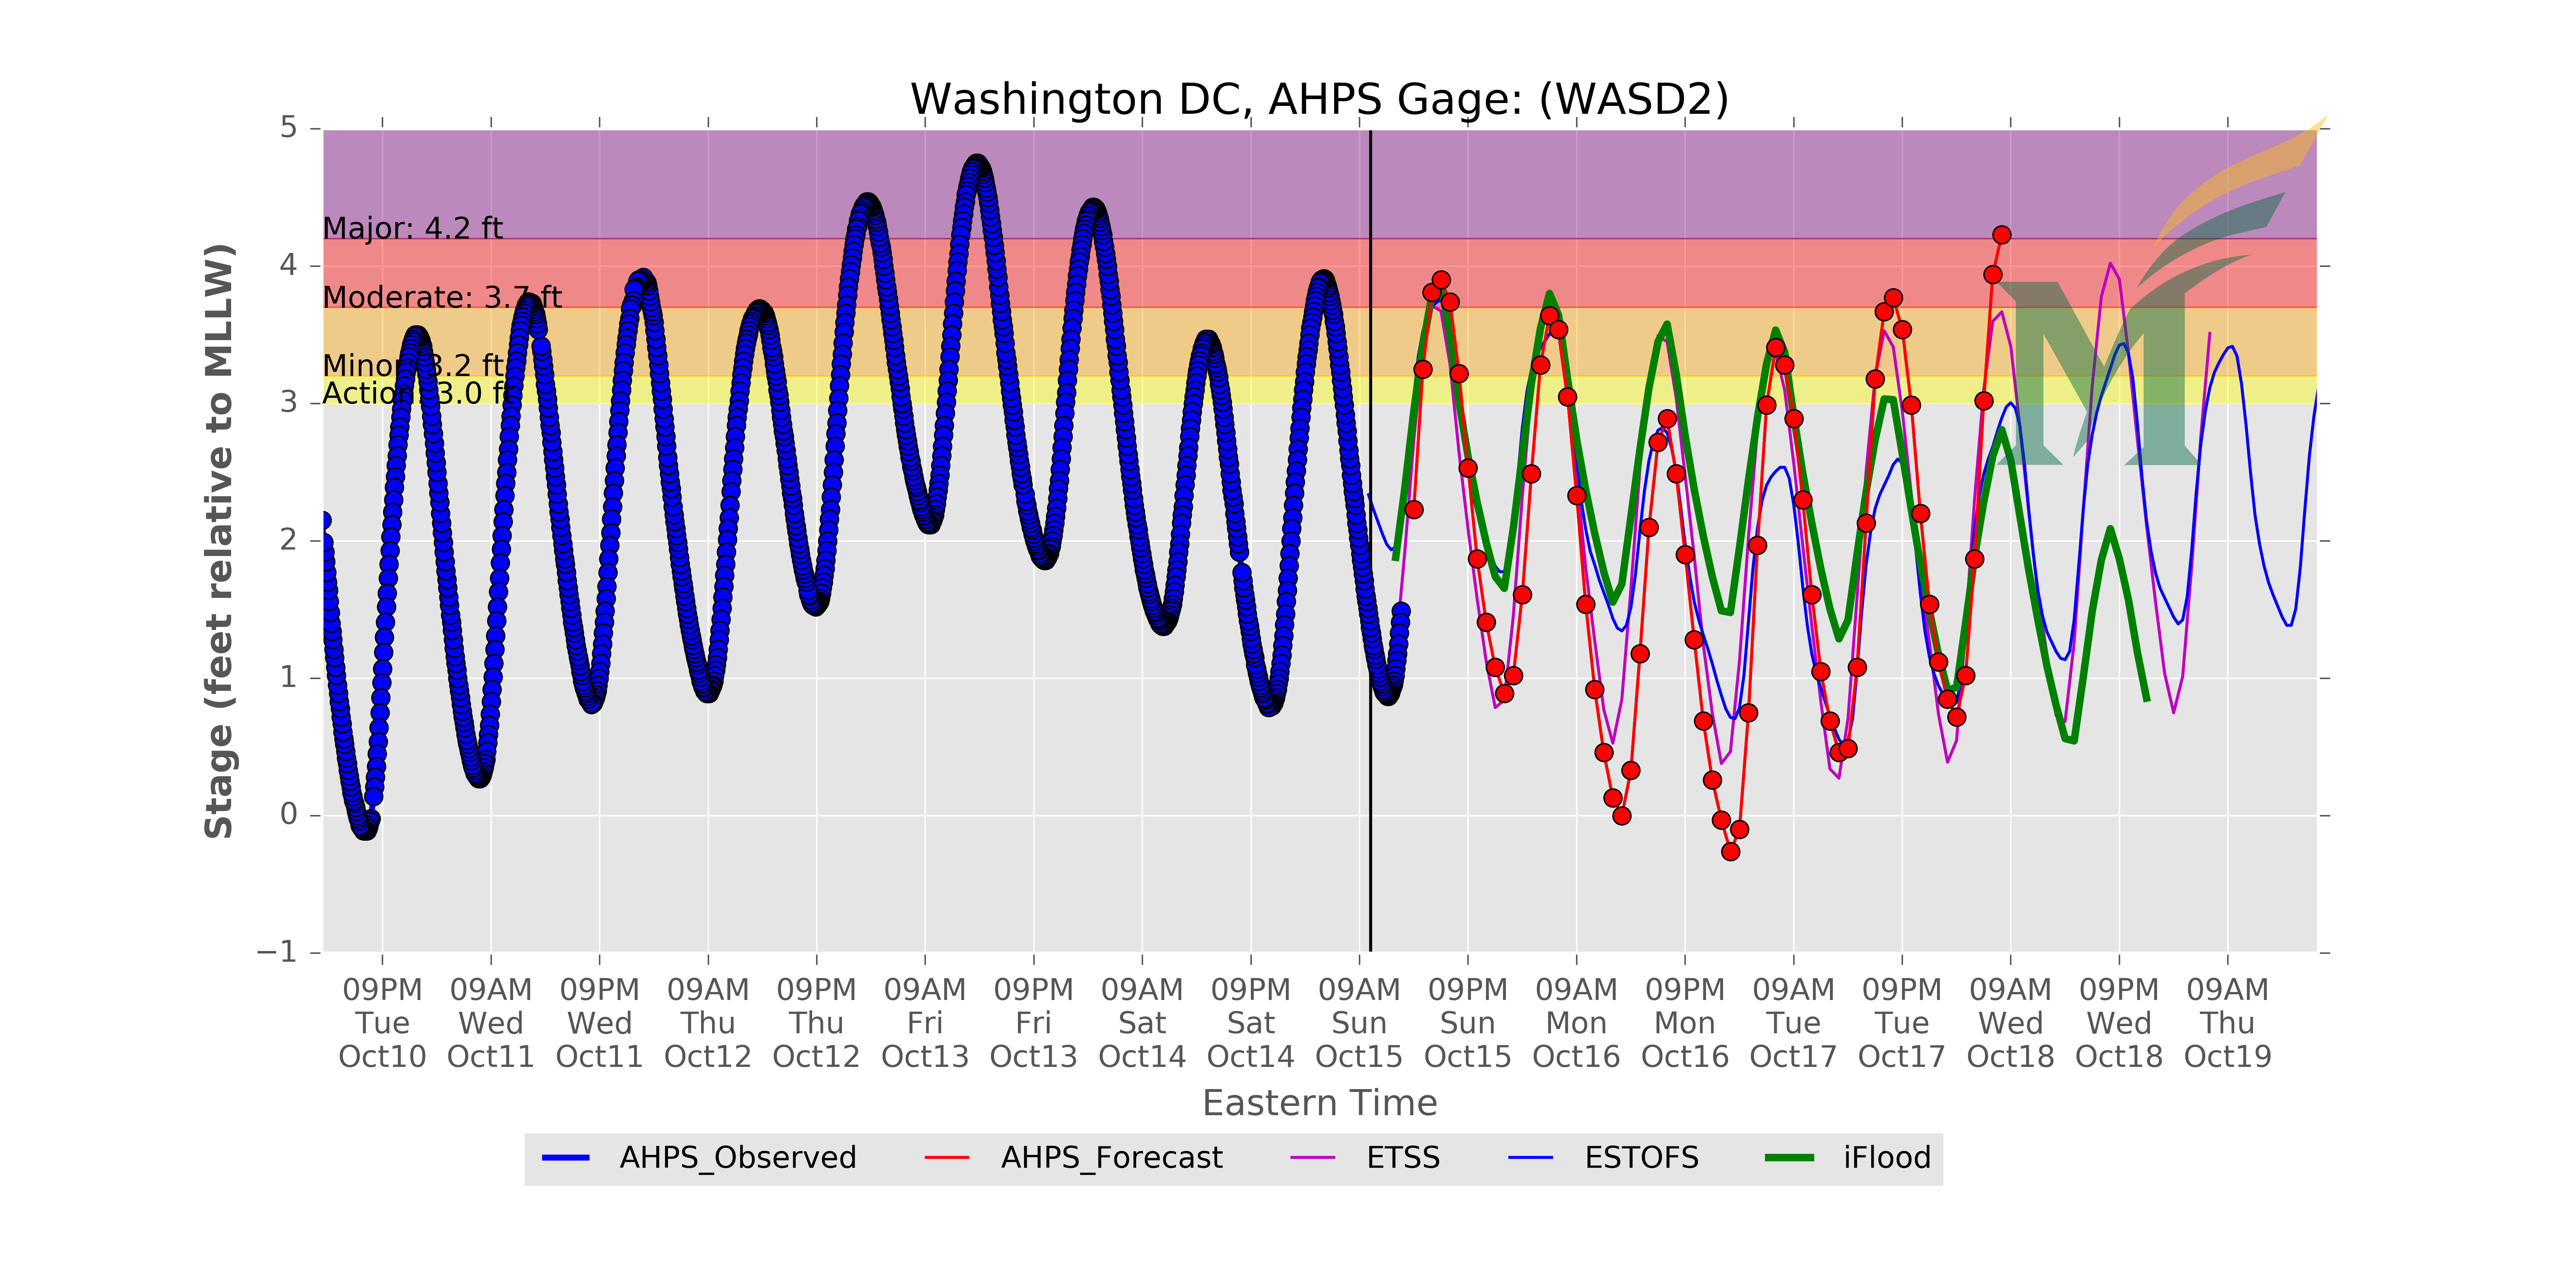 Washington DC, AHPS Gage: (WASD2)
5
4
3
2
1
0
−1
Stage (feet relative to MLLW)
Major: 4.2 ft
Moderate: 3.7 ft
Minor: 3.2 ft
Action: 3.0 ft
09PM 09AM 09PM 09AM 09PM 09AM 09PM 09AM 09PM 09AM 09PM 09AM 09PM 09AM 09PM 09AM 09PM 09AM
Tue Wed Wed Thu Thu Fri Fri Sat Sat Sun Sun Mon Mon Tue Tue Wed Wed Thu
Oct10 Oct11 Oct11 Oct12 Oct12 Oct13 Oct13 Oct14 Oct14 Oct15 Oct15 Oct16 Oct16 Oct17 Oct17 Oct18 Oct18 Oct19
Eastern Time
AHPS_Observed AHPS_Forecast ETSS ESTOFS iFlood
M